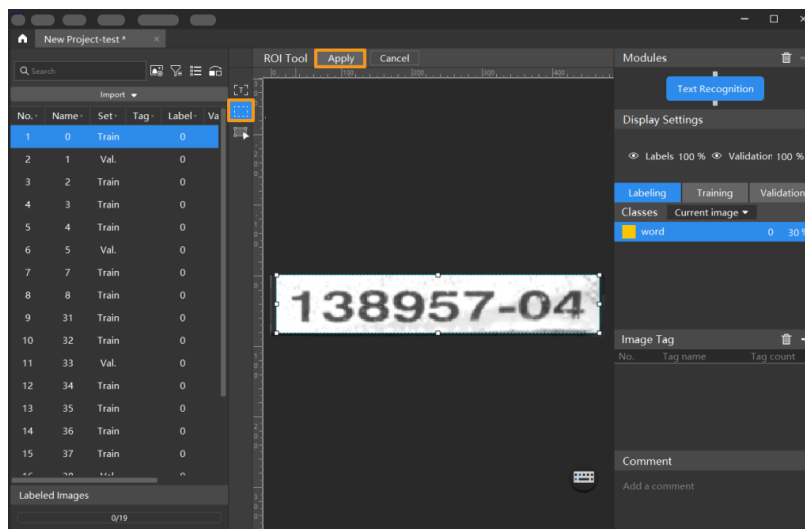 New Project-test *
ROI Tool Apply Cancel
Modules
Search
Import
No. Name Set Tag Label Va
1 0 Train 0
2 1 Val. 0
3 2 Train 0
4 3 Train 0
5 4 Train 0
6 5 Val. 0
7 7 Train 0
8 8 Train 0
9 31 Train 0
10 32 Train 0
11 33 Val. 0
12 34 Train 0
13 35 Train 0
14 36 Train 0
15 37 Train 0
Labeled Images
0/19
100 200 300 400
138957-04
Text Recognition
Display Settings
Labels 100 % Validation 100 %
Labeling Training Validation
Classes Current image
word 0 30 %
Image Tag
No. Tag name Tag count
Comment
Add a comment